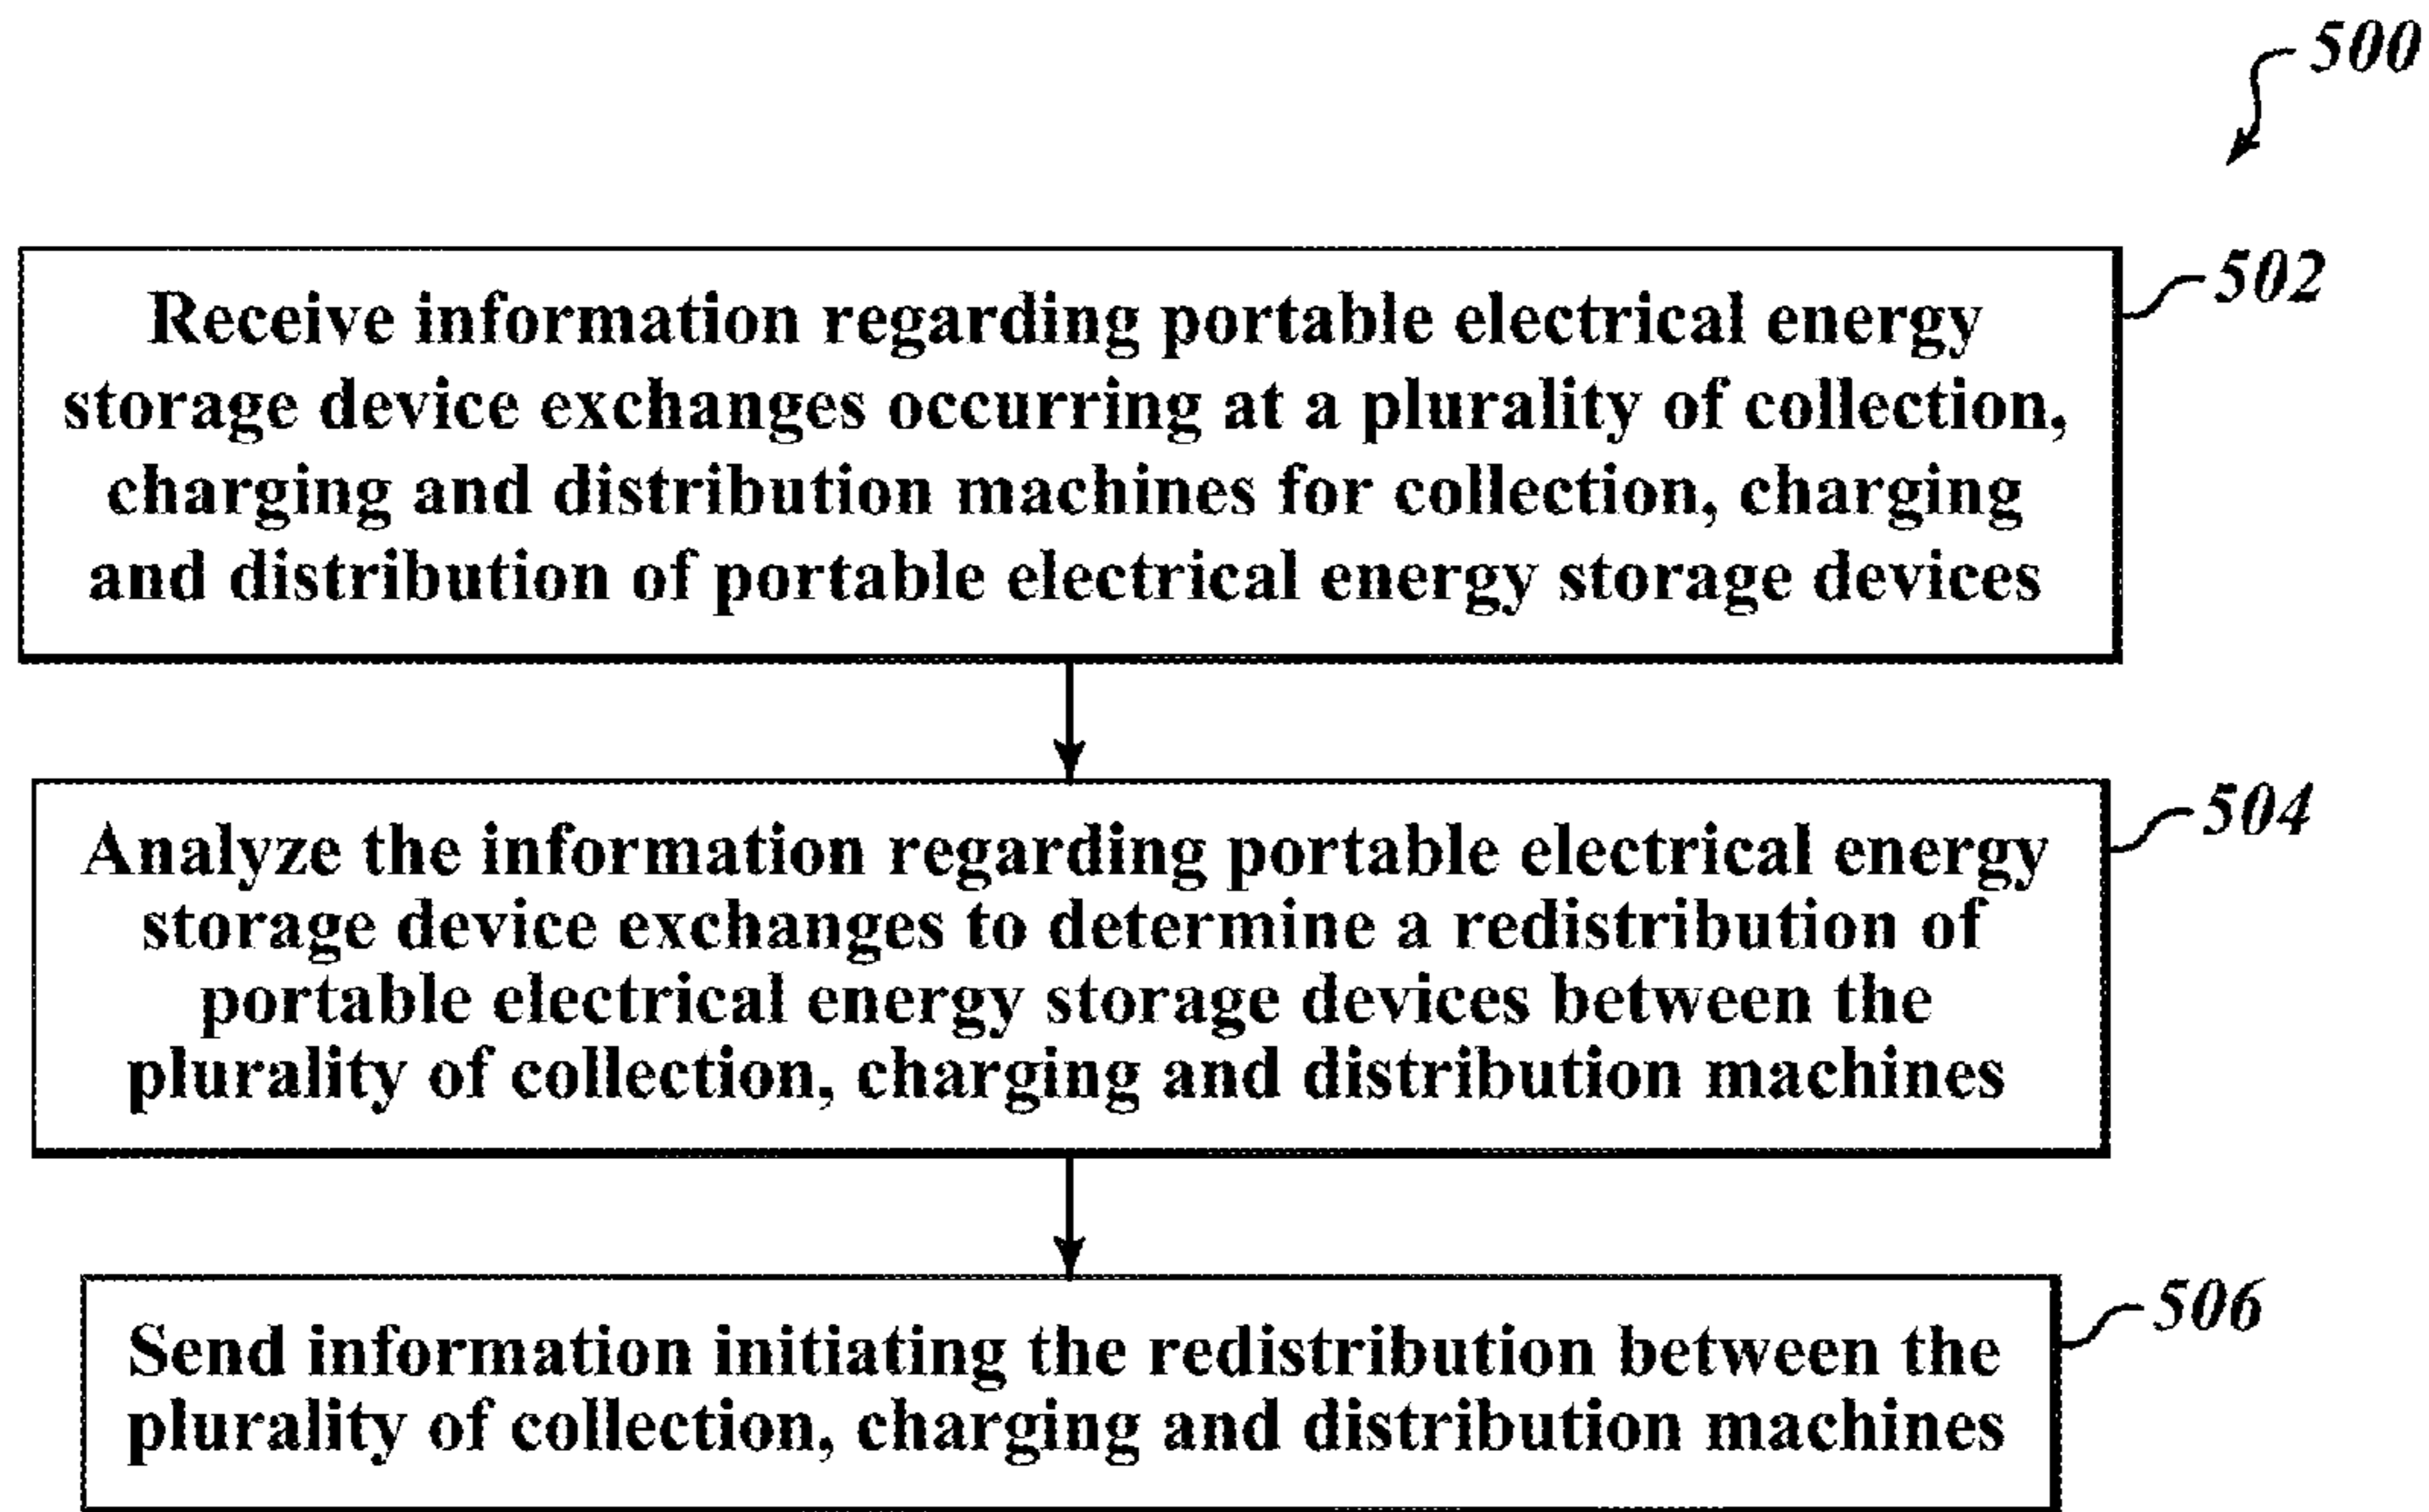 500
502
Receive information regarding portable electrical energy
storage device exchanges occurring at a plurality of collection,
charging and distribution machines for collection, charging
and distribution of portable electrical energy storage devices
504
Analyze the information regarding portable electrical energy
storage device exchanges to determine a redistribution of
portable electrical energy storage devices between the
plurality of collection, charging and distribution machines
506
Send information initiating the redistribution between the
plurality of collection, charging and distribution machines